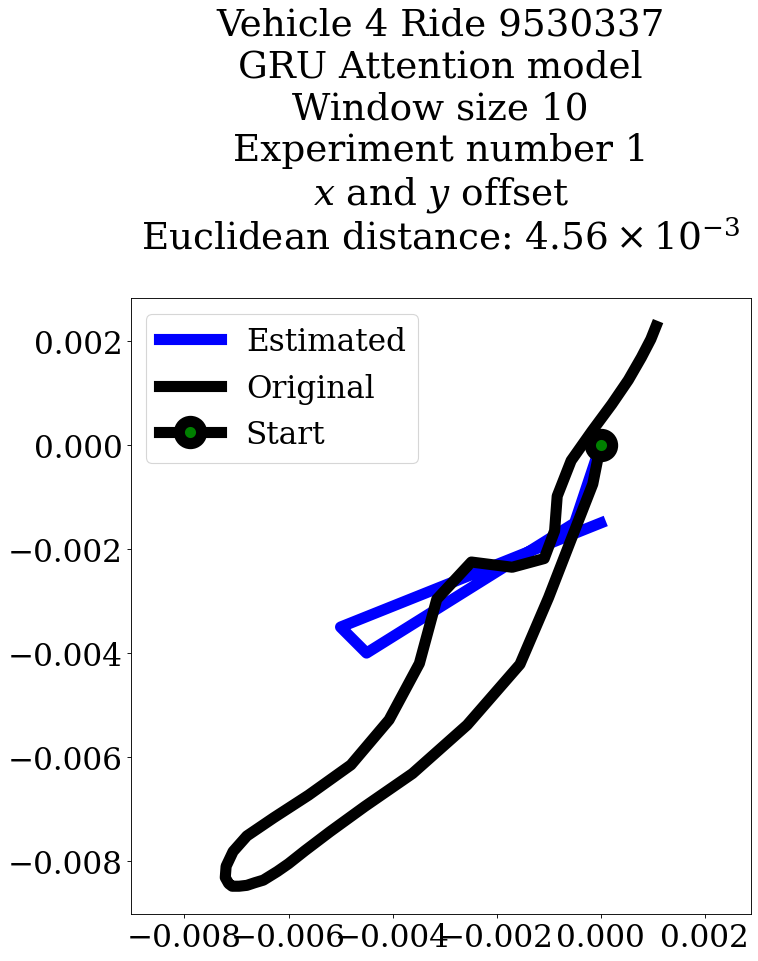 Vehicle 4 Ride 9530337
GRU Attention model
Window size 10
Experiment number 1
x and y offset
Euclidean distance: 4.56 × 10⁻³
Estimated
Original
Start
0.002
0.000
−0.002
−0.004
−0.006
−0.008
−0.008 −0.006 −0.004 −0.002 0.000 0.002